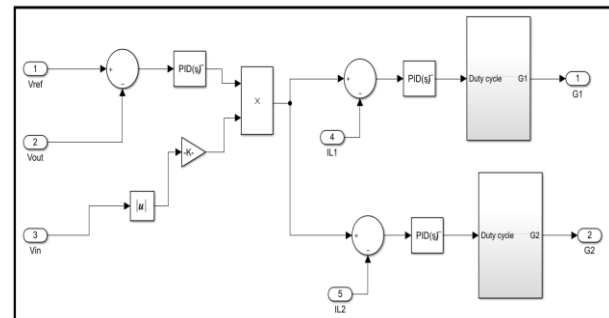 1
Vref
+
-
PID(s)
2
Vout
-K-
×
3
Vin
|u|
+
-
PID(s)
4
IL1
Duty cycle
G1
1
G1
+
-
PID(s)
5
IL2
Duty cycle
G2
2
G2